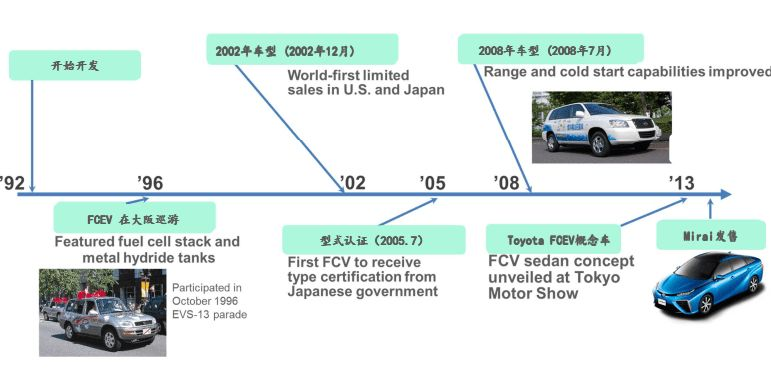 开始开发
2002年车型 (2002年12月)
World-first limited
sales in U.S. and Japan
2008年车型 (2008年7月)
Range and cold start capabilities improved
'92
'96
'02
'05
'08
'13
FCEV 在大阪巡游
Featured fuel cell stack and
metal hydride tanks
Participated in
October 1996
EVS-13 parade
型式认证 (2005.7)
First FCV to receive
type certification from
Japanese government
Toyota FCEV概念车
FCV sedan concept
unveiled at Tokyo
Motor Show
Mirai发售